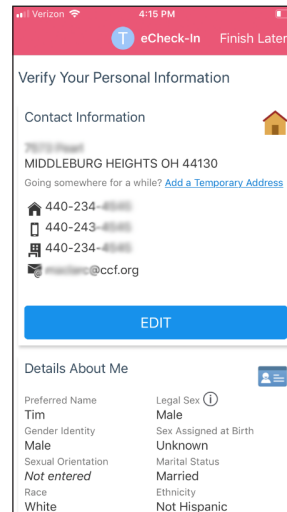 Verizon 4:15 PM
T eCheck-In Finish Later
Verify Your Personal Information
Contact Information
MIDDLEBURG HEIGHTS OH 44130
Going somewhere for a while? Add a Temporary Address
440-234-
440-243-
440-234-
@ccf.org
EDIT
Details About Me
Preferred Name Legal Sex i
Tim Male
Gender Identity Sex Assigned at Birth
Male Unknown
Sexual Orientation Marital Status
Not entered Married
Race Ethnicity
White Not Hispanic